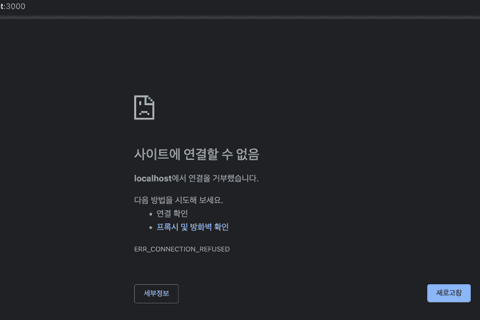 t:3000
사이트에 연결할 수 없음
localhost에서 연결을 거부했습니다.
다음 방법을 시도해 보세요.
• 연결 확인
• 프록시 및 방화벽 확인
ERR_CONNECTION_REFUSED
세부정보
새로고침